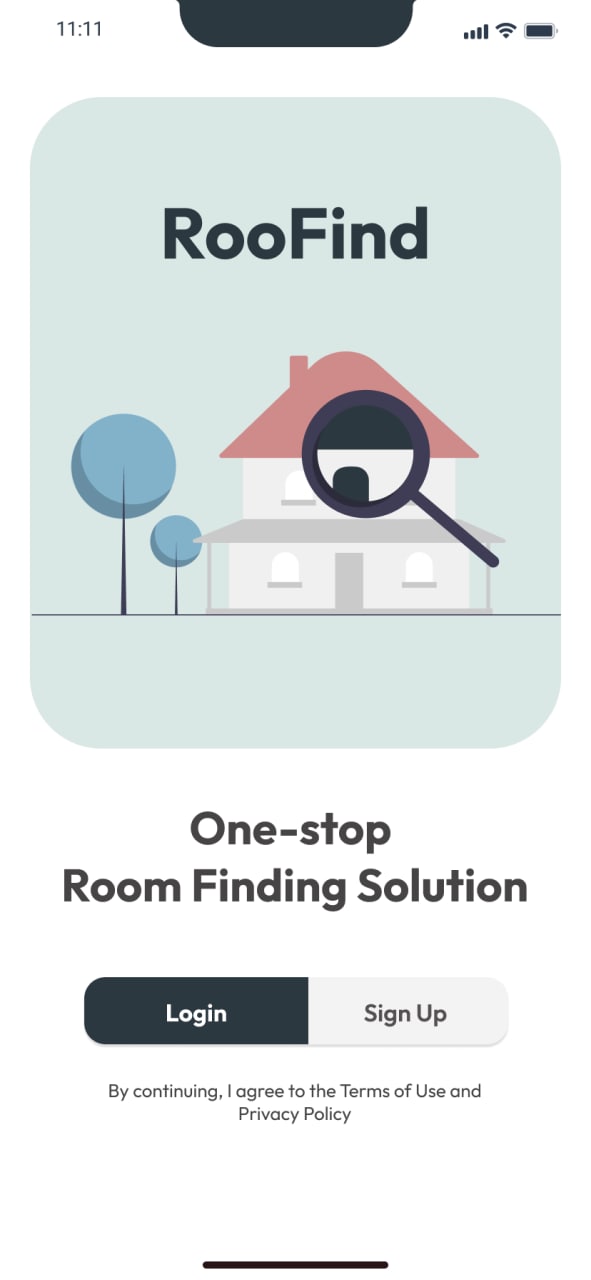 11:11
RooFind
One-stop
Room Finding Solution
Login
Sign Up
By continuing, I agree to the Terms of Use and
Privacy Policy